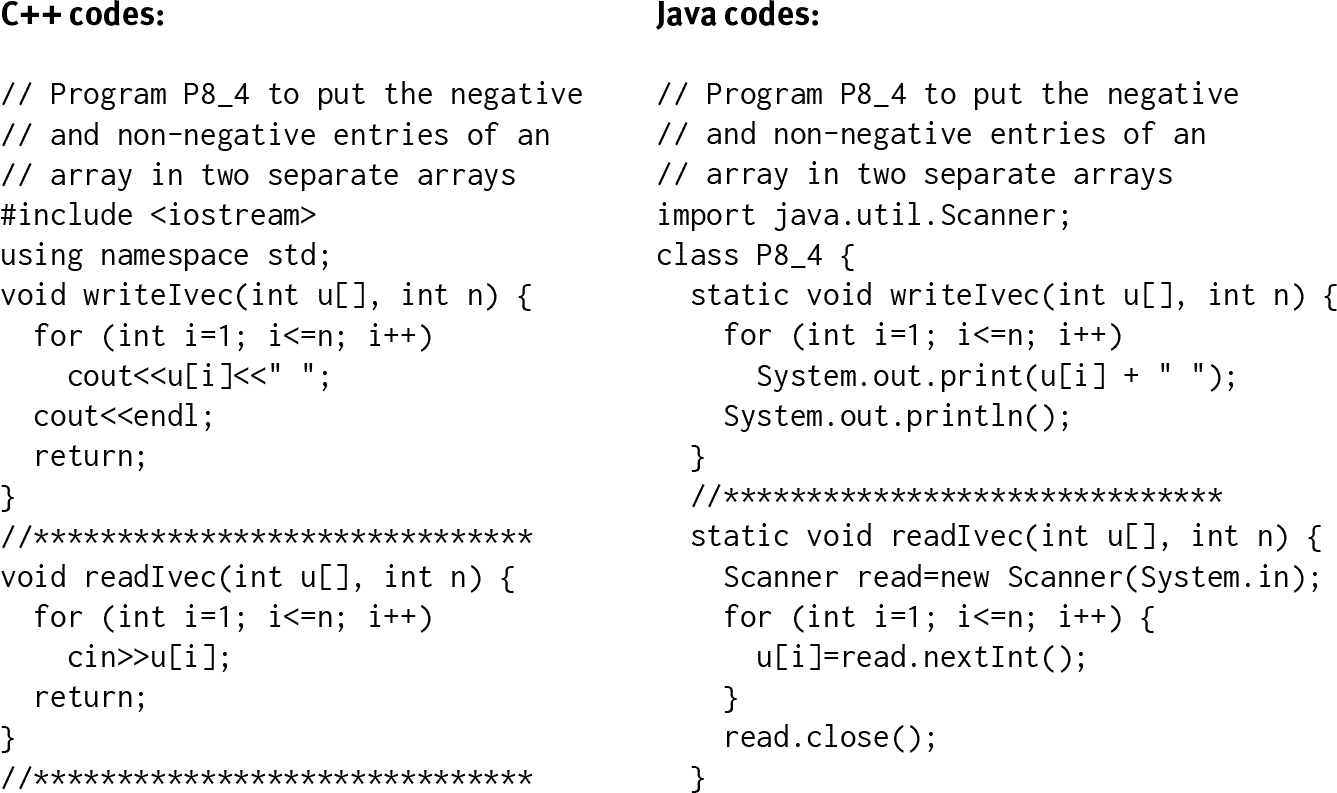 C++ codes:
// Program P8_4 to put the negative
// and non-negative entries of an
// array in two separate arrays
#include <iostream>
using namespace std;
void writeIvec(int u[], int n) {
  for (int i=1; i<=n; i++)
    cout<<u[i]<<" ";
  cout<<endl;
  return;
}
//******************************
void readIvec(int u[], int n) {
  for (int i=1; i<=n; i++)
    cin>>u[i];
  return;
}
//******************************
Java codes:
// Program P8_4 to put the negative
// and non-negative entries of an
// array in two separate arrays
import java.util.Scanner;
class P8_4 {
  static void writeIvec(int u[], int n) {
    for (int i=1; i<=n; i++)
      System.out.print(u[i] + " ");
    System.out.println();
  }
  //******************************
  static void readIvec(int u[], int n) {
    Scanner read=new Scanner(System.in);
    for (int i=1; i<=n; i++) {
      u[i]=read.nextInt();
    }
    read.close();
  }